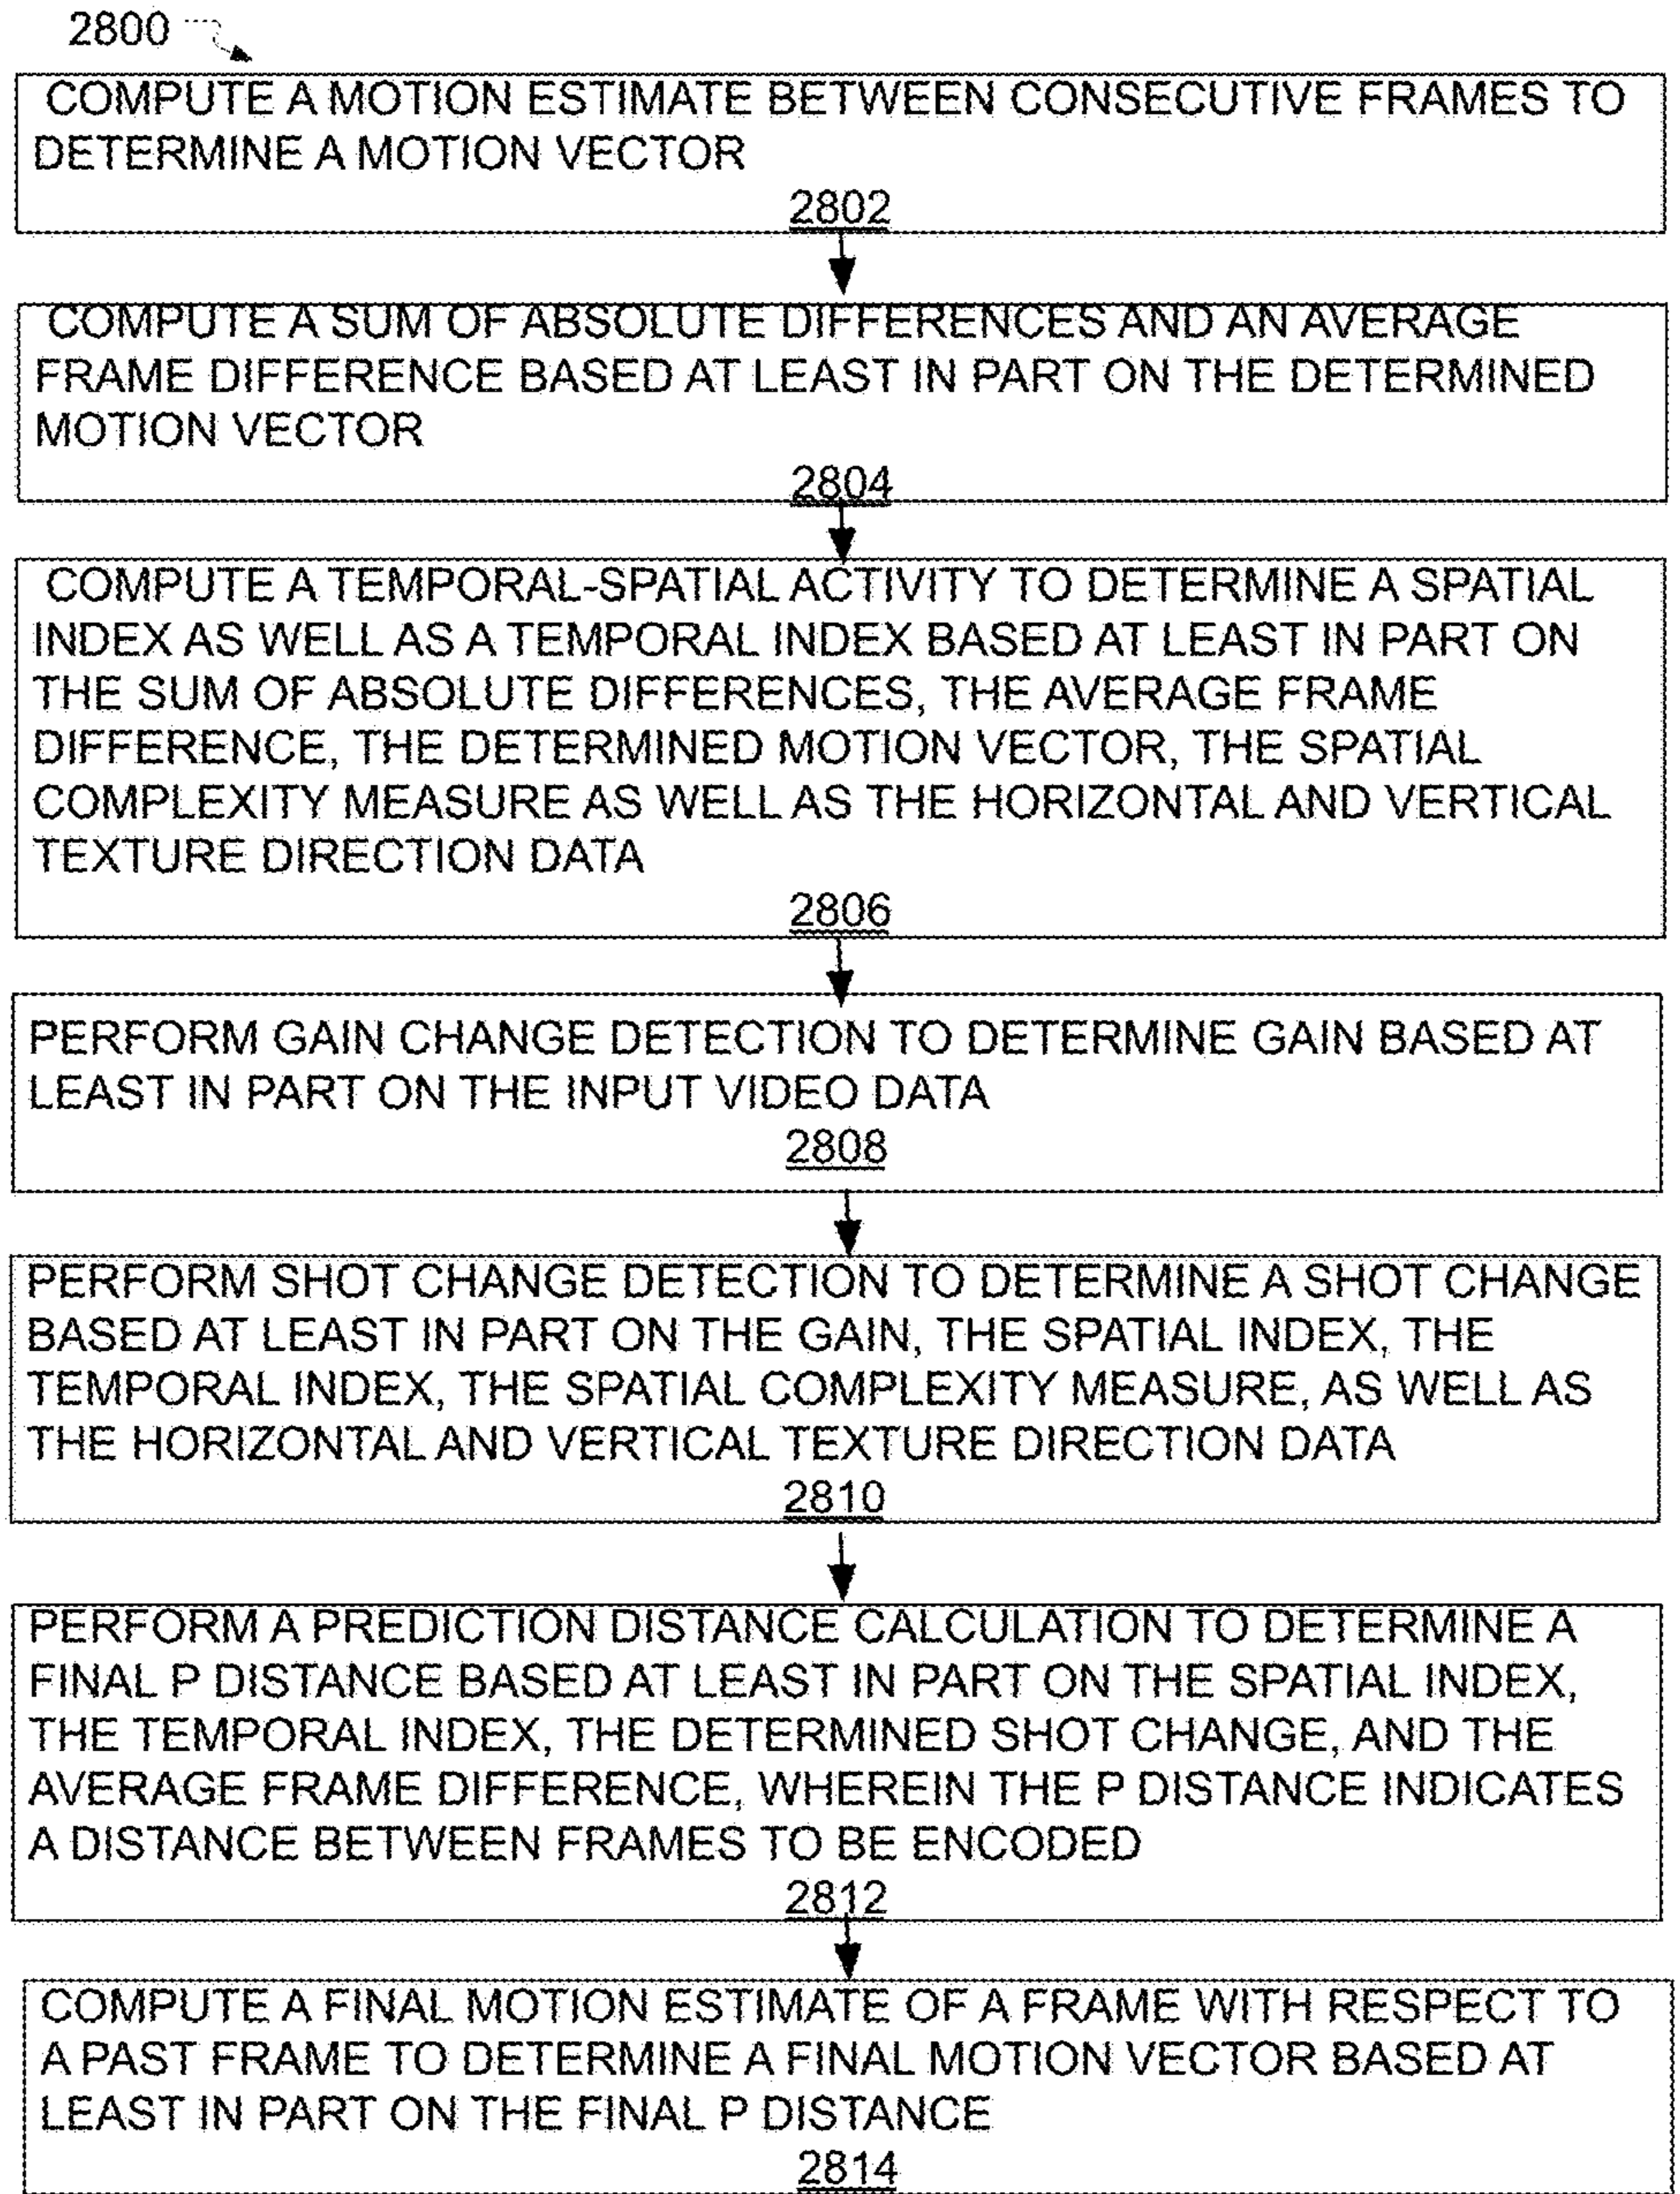 2800
COMPUTE A MOTION ESTIMATE BETWEEN CONSECUTIVE FRAMES TO
DETERMINE A MOTION VECTOR
2802
COMPUTE A SUM OF ABSOLUTE DIFFERENCES AND AN AVERAGE
FRAME DIFFERENCE BASED AT LEAST IN PART ON THE DETERMINED
MOTION VECTOR
2804
COMPUTE A TEMPORAL-SPATIAL ACTIVITY TO DETERMINE A SPATIAL
INDEX AS WELL AS A TEMPORAL INDEX BASED AT LEAST IN PART ON
THE SUM OF ABSOLUTE DIFFERENCES, THE AVERAGE FRAME
DIFFERENCE, THE DETERMINED MOTION VECTOR, THE SPATIAL
COMPLEXITY MEASURE AS WELL AS THE HORIZONTAL AND VERTICAL
TEXTURE DIRECTION DATA
2806
PERFORM GAIN CHANGE DETECTION TO DETERMINE GAIN BASED AT
LEAST IN PART ON THE INPUT VIDEO DATA
2808
PERFORM SHOT CHANGE DETECTION TO DETERMINE A SHOT CHANGE
BASED AT LEAST IN PART ON THE GAIN, THE SPATIAL INDEX, THE
TEMPORAL INDEX, THE SPATIAL COMPLEXITY MEASURE, AS WELL AS
THE HORIZONTAL AND VERTICAL TEXTURE DIRECTION DATA
2810
PERFORM A PREDICTION DISTANCE CALCULATION TO DETERMINE A
FINAL P DISTANCE BASED AT LEAST IN PART ON THE SPATIAL INDEX,
THE TEMPORAL INDEX, THE DETERMINED SHOT CHANGE, AND THE
AVERAGE FRAME DIFFERENCE, WHEREIN THE P DISTANCE INDICATES
A DISTANCE BETWEEN FRAMES TO BE ENCODED
2812
COMPUTE A FINAL MOTION ESTIMATE OF A FRAME WITH RESPECT TO
A PAST FRAME TO DETERMINE A FINAL MOTION VECTOR BASED AT
LEAST IN PART ON THE FINAL P DISTANCE
2814